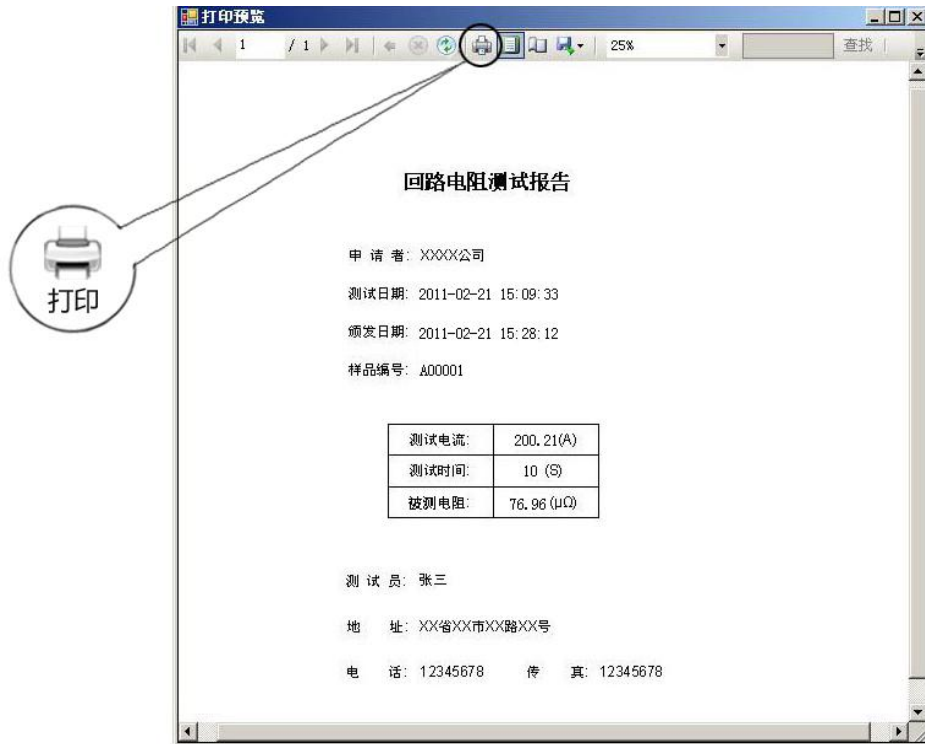 打印预览
1 / 1 25% 查找
回路电阻测试报告
申 请 者: XXXX公司
测试日期: 2011-02-21 15:09:33
打印
颁发日期: 2011-02-21 15:28:12
样品编号: A00001
测试电流: 200.21(A)
测试时间: 10 (S)
被测电阻: 76.96(μΩ)
测 试 员: 张三
地 址: XX省XX市XX路XX号
电 话: 12345678 传 真: 12345678